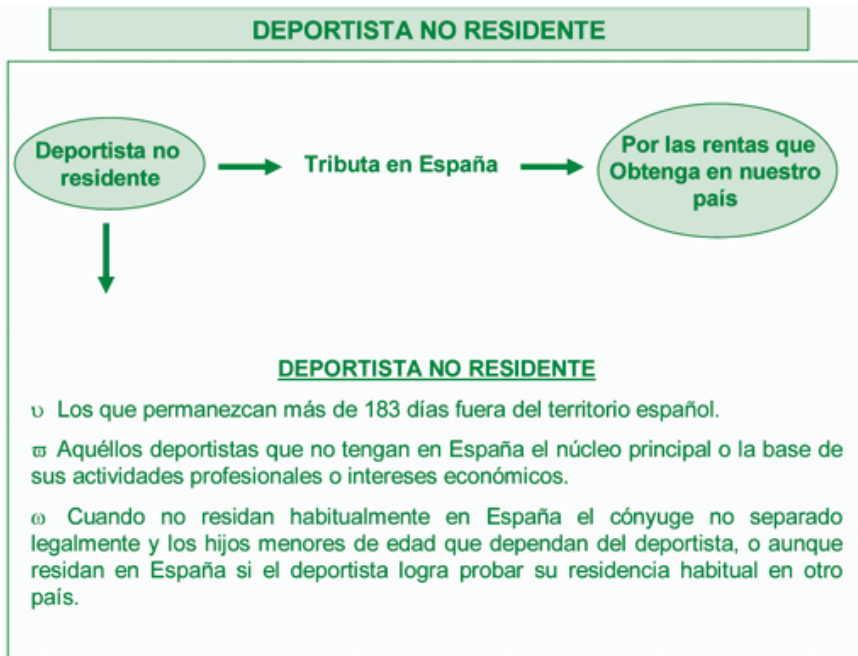 DEPORTISTA NO RESIDENTE
Deportista no
residente
Tributa en España
Por las rentas que
Obtenga en nuestro
país
DEPORTISTA NO RESIDENTE
υ Los que permanezcan más de 183 días fuera del territorio español.
ϖ Aquéllos deportistas que no tengan en España el núcleo principal o la base de
sus actividades profesionales o intereses económicos.
ω Cuando no residan habitualmente en España el cónyuge no separado
legalmente y los hijos menores de edad que dependan del deportista, o aunque
residan en España si el deportista logra probar su residencia habitual en otro
país.